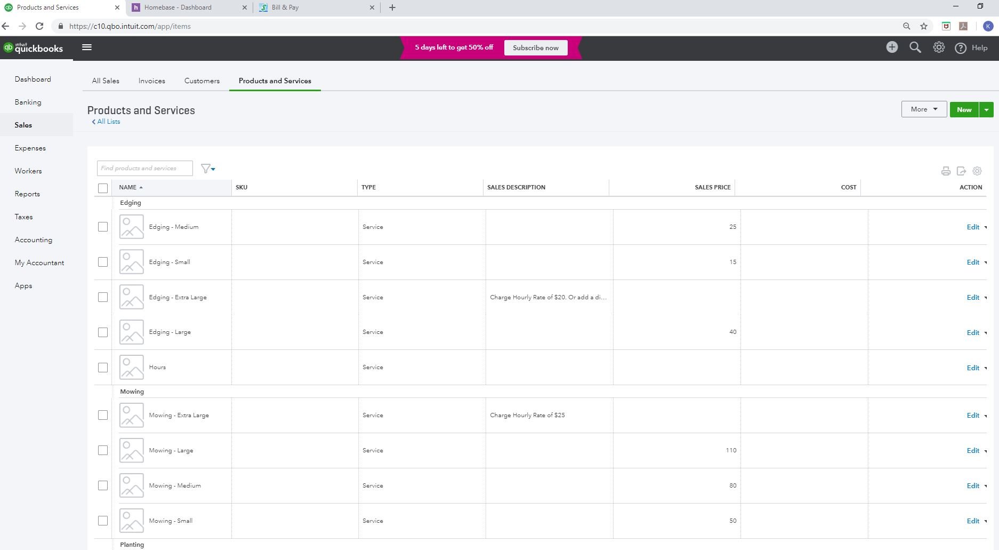 Products and Services
Homebase - Dashboard
Bill & Pay
https://c10.qbo.intuit.com/app/items
K
qb intuit quickbooks
5 days left to get 50% off
Subscribe now
Help
Dashboard
Banking
Sales
Expenses
Workers
Reports
Taxes
Accounting
My Accountant
Apps
All Sales Invoices Customers Products and Services
Products and Services
All Lists
More
New
Find products and services
NAME SKU TYPE SALES DESCRIPTION SALES PRICE COST ACTION
Edging
Edging - Medium Service 25 Edit
Edging - Small Service 15 Edit
Edging - Extra Large Service Charge Hourly Rate of $20. Or add a di... Edit
Edging - Large Service 40 Edit
Hours Service Edit
Mowing
Mowing - Extra Large Service Charge Hourly Rate of $25 Edit
Mowing - Large Service 110 Edit
Mowing - Medium Service 80 Edit
Mowing - Small Service 50 Edit
Planting